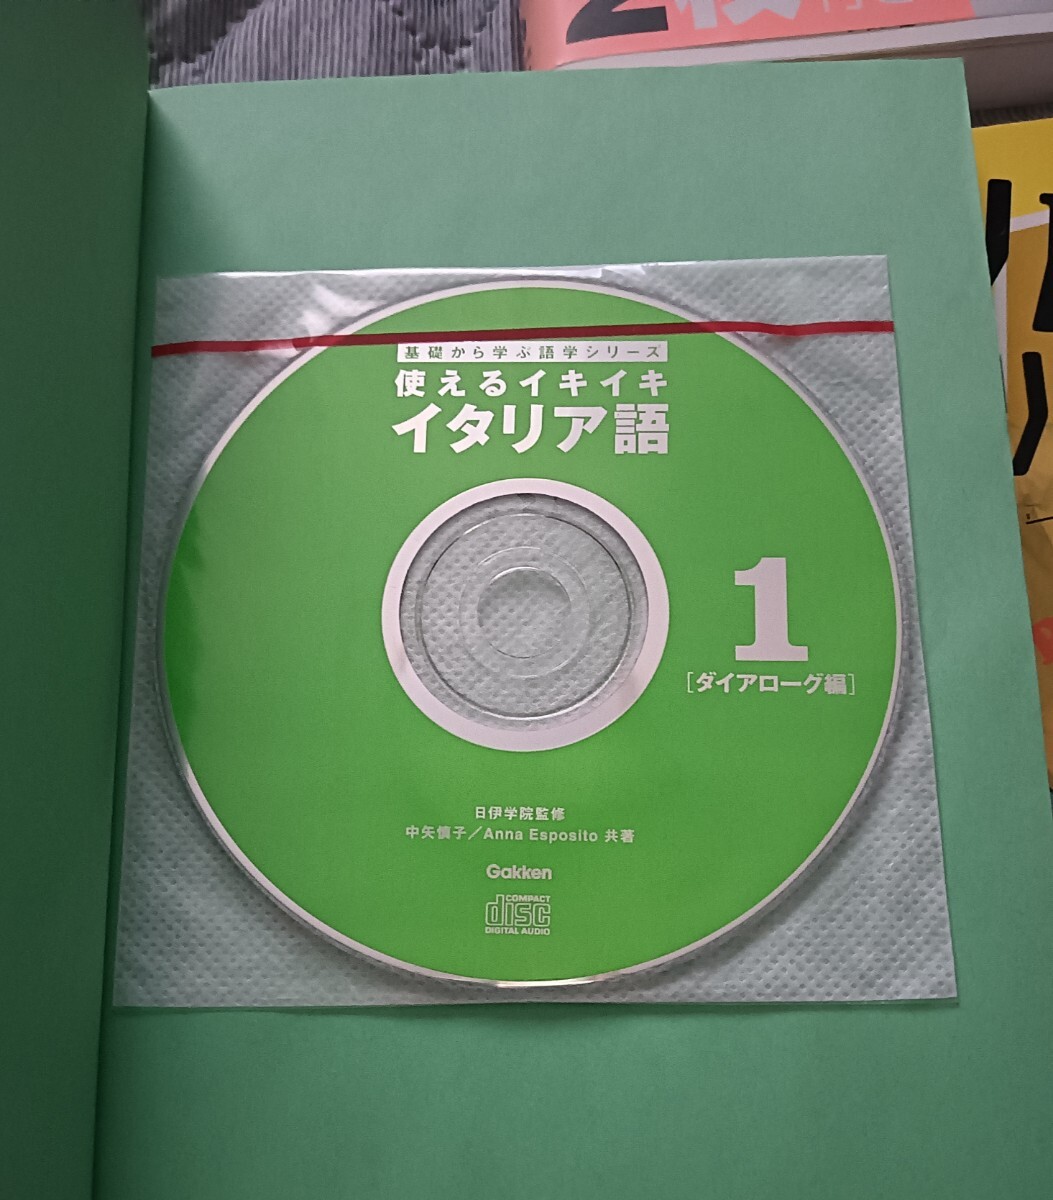 基礎から学ぶ語学シリーズ
使えるイキイキ
イタリア語
1
[ダイアローグ編]
日伊学院監修
中矢慎子／Anna Esposito 共著
Gakken
COMPACT
disc
DIGITAL AUDIO